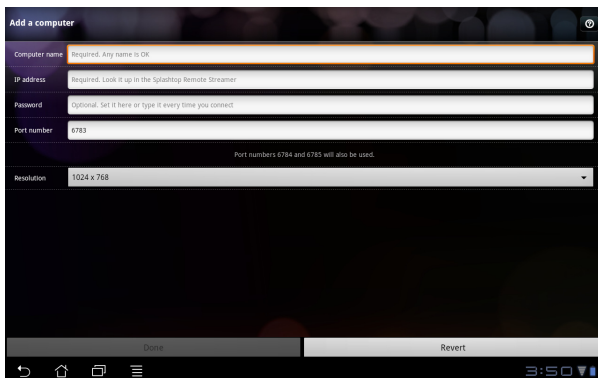 Add a computer
Computer name Required. Any name is OK
IP address Required. Look it up in the Splashtop Remote Streamer
Password Optional. Set it here or type it every time you connect
Port number 6783
Port numbers 6784 and 6785 will also be used.
Resolution 1024 x 768
Done Revert
3:50